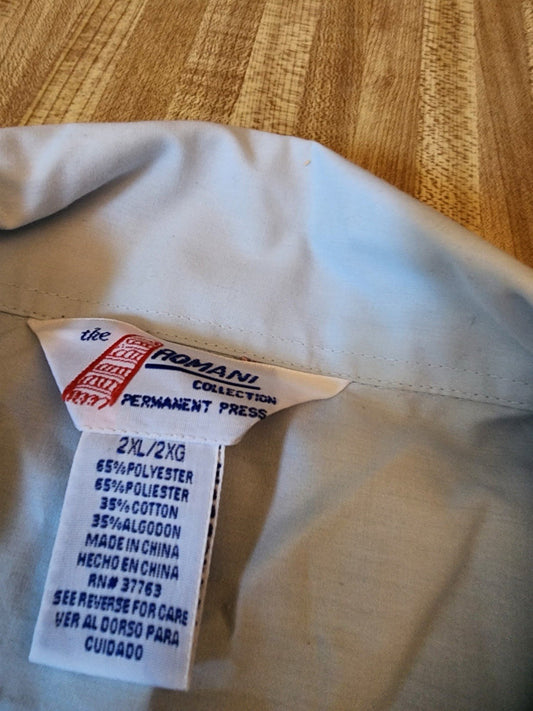 the
ROMANI
COLLECTION
PERMANENT PRESS
2XL/2XG
65% POLYESTER
65% POLIESTER
35% COTTON
35% ALGODON
MADE IN CHINA
HECHO EN CHINA
RN# 37763
SEE REVERSE FOR CARE
VER AL DORSO PARA
CUIDADO